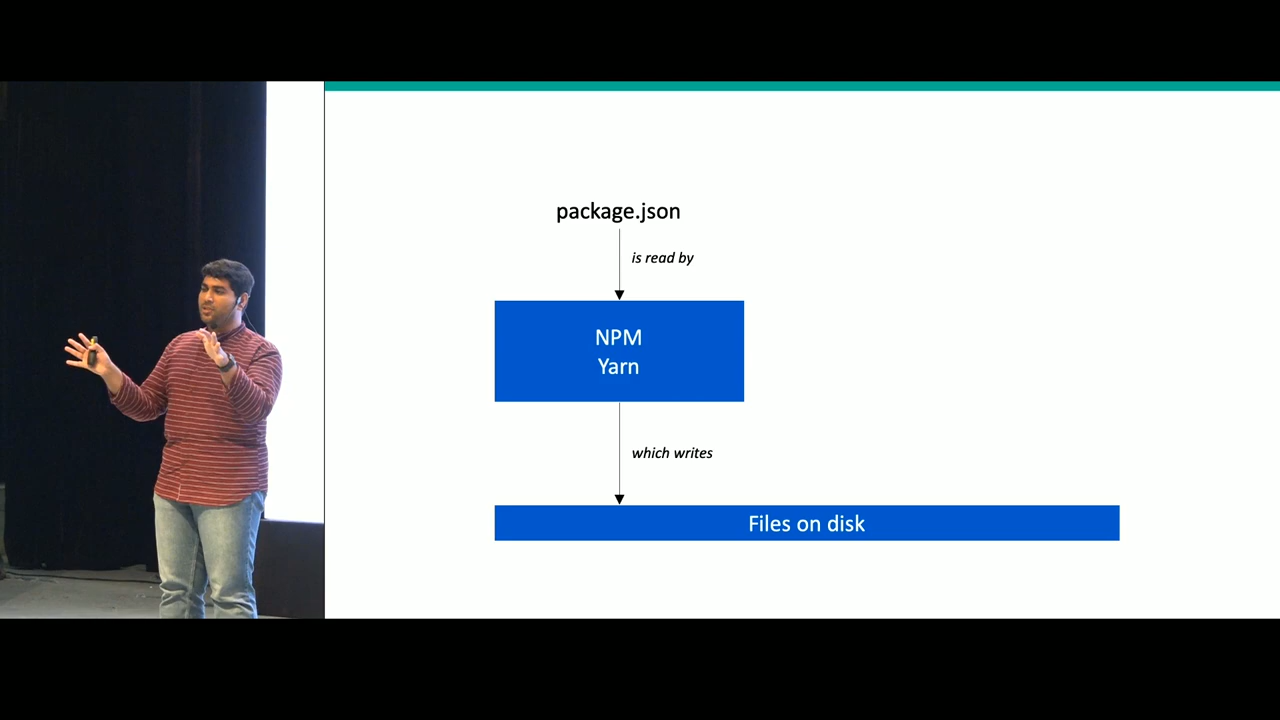 package.json
is read by
NPM
Yarn
which writes
Files on disk